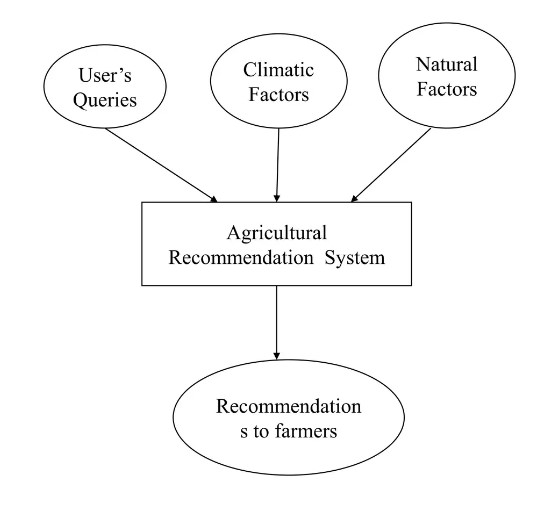 User's
Queries
Climatic
Factors
Natural
Factors
Agricultural
Recommendation System
Recommendation
s to farmers